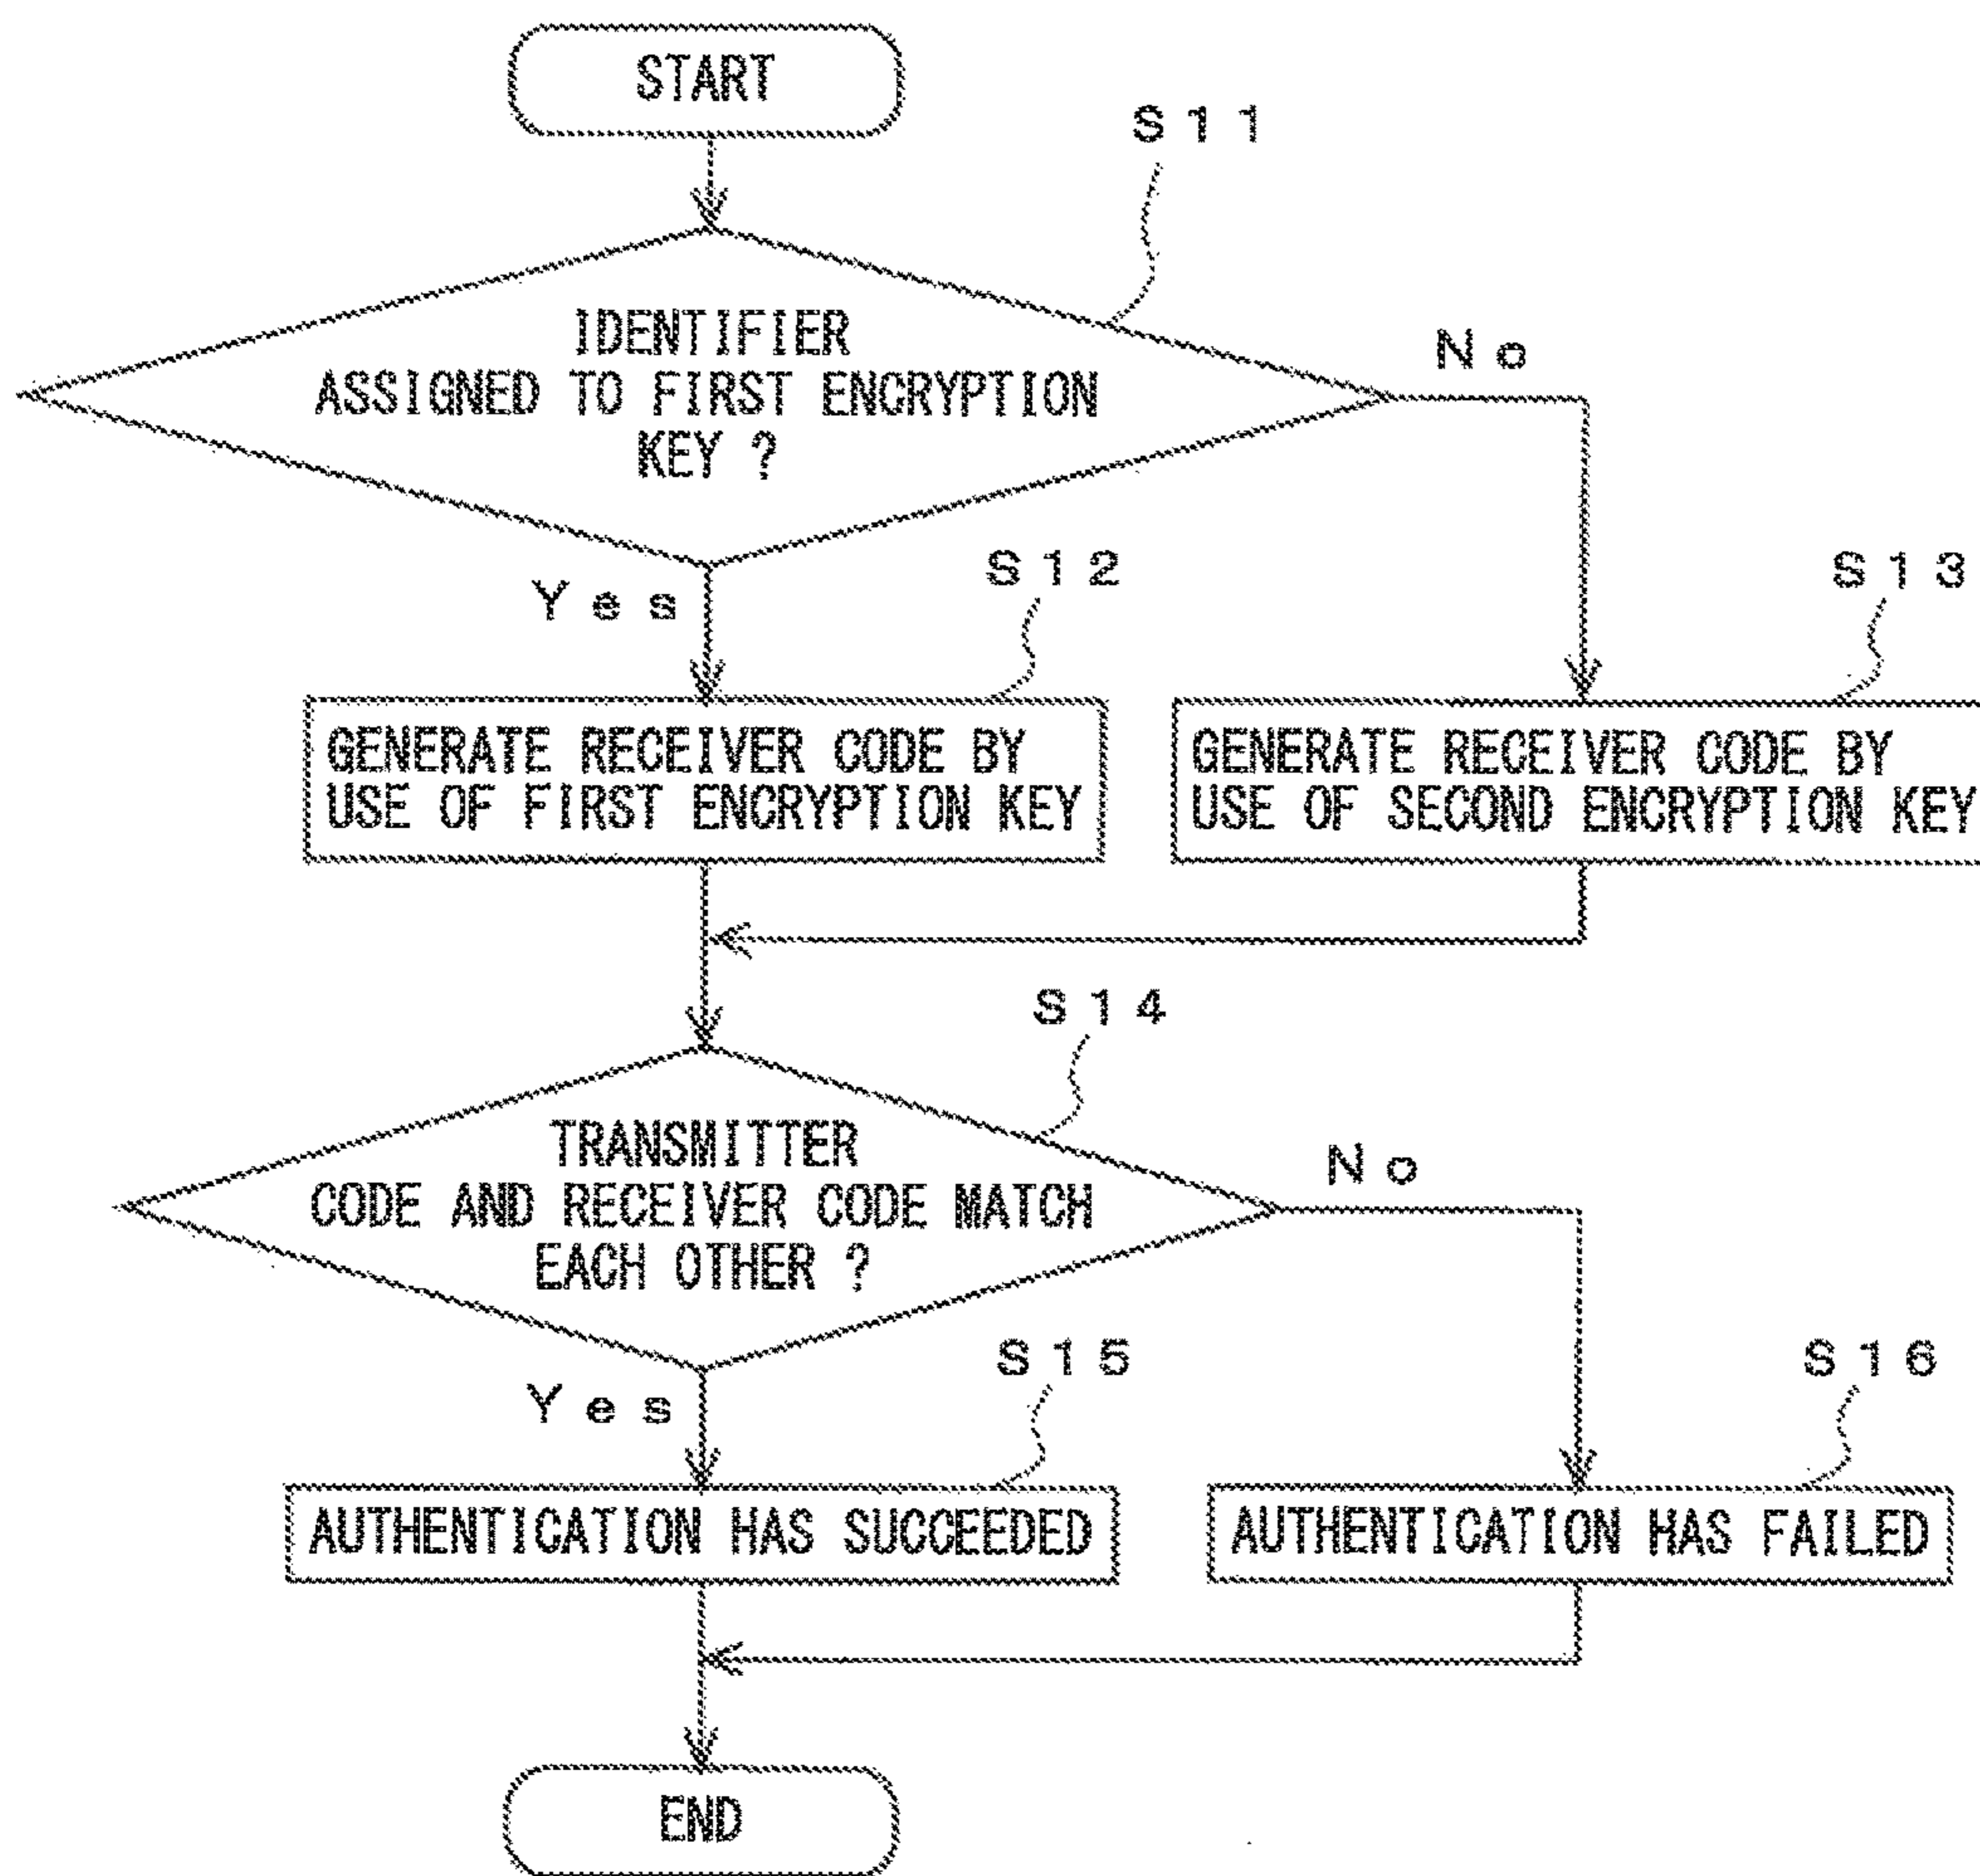 START
S11
IDENTIFIER
ASSIGNED TO FIRST ENCRYPTION
KEY ?
No
Yes
S12
S13
GENERATE RECEIVER CODE BY
USE OF FIRST ENCRYPTION KEY
GENERATE RECEIVER CODE BY
USE OF SECOND ENCRYPTION KEY
S14
TRANSMITTER
CODE AND RECEIVER CODE MATCH
EACH OTHER ?
No
Yes
S15
S16
AUTHENTICATION HAS SUCCEEDED
AUTHENTICATION HAS FAILED
END